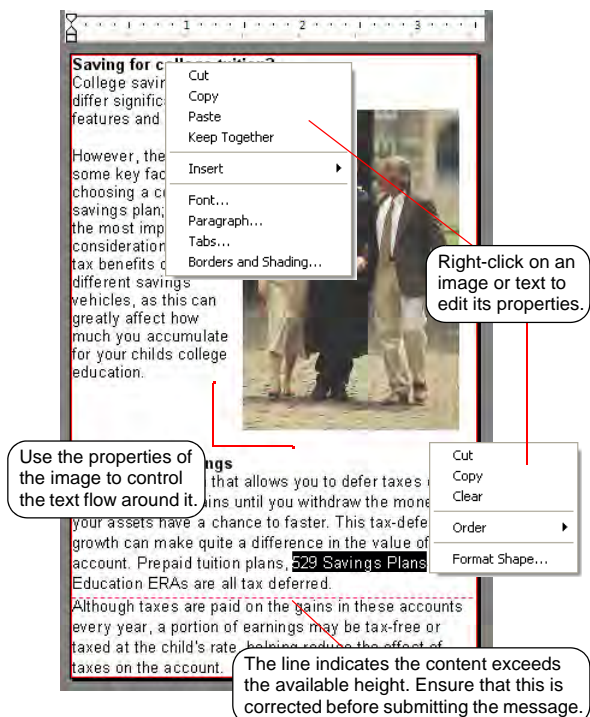 1 2 3
Saving for college tuition?
College savin
differ signific
features and
However, the
some key fac
choosing a c
savings plan;
the most imp
consideration
tax benefits
different savings
vehicles, as this can
greatly affect how
much you accumulate
for your childs college
education.
Cut
Copy
Paste
Keep Together
Insert
Font...
Paragraph...
Tabs...
Borders and Shading...
Right-click on an
image or text to
edit its properties.
Use the properties of
the image to control
the text flow around it.
ngs
that allows you to defer taxes
ins until you withdraw the mone
your assets have a chance to faster. This tax-defe
growth can make quite a difference in the value of
account. Prepaid tuition plans, 529 Savings Plans
Education ERAs are all tax deferred.
Cut
Copy
Clear
Order
Format Shape...
Although taxes are paid on the gains in these accounts
every year, a portion of earnings may be tax-free or
taxed at the child's rate, helping reduce the effect of
taxes on the account.
The line indicates the content exceeds
the available height. Ensure that this is
corrected before submitting the message.